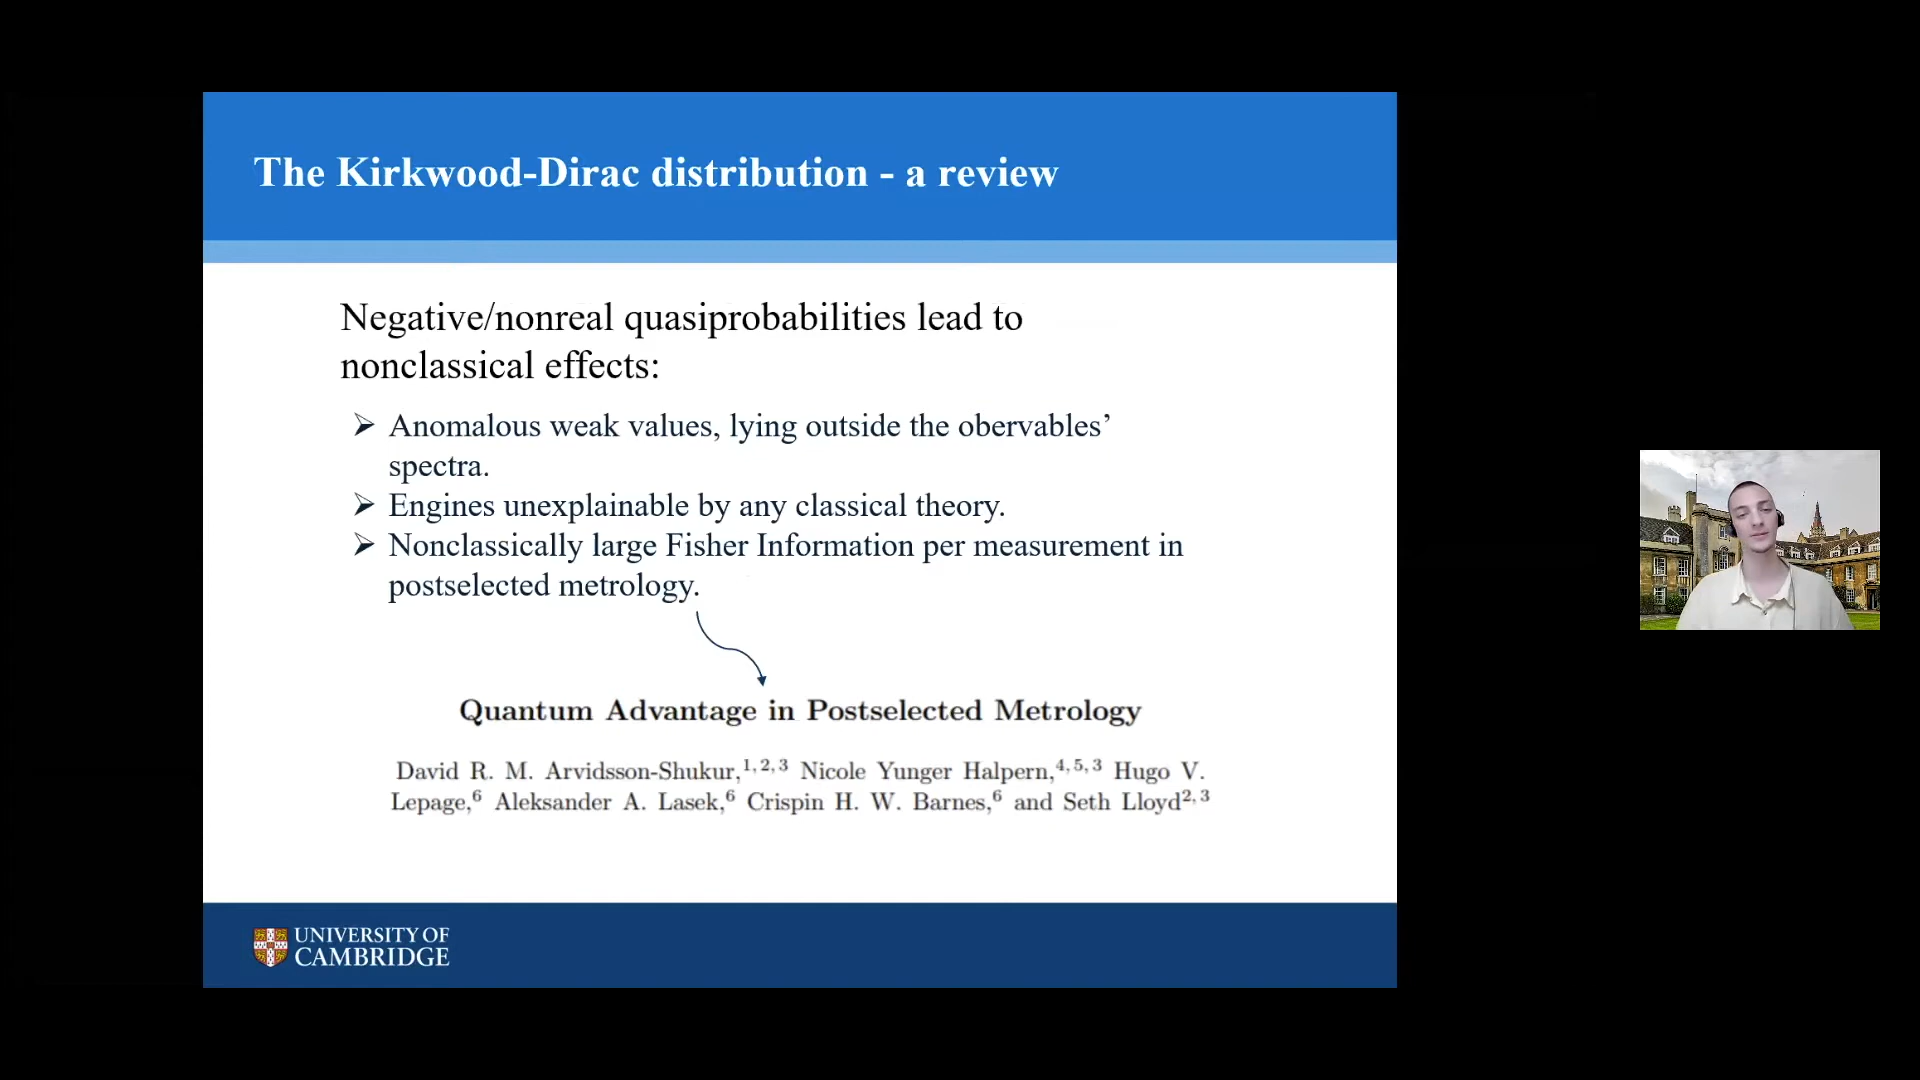 The Kirkwood-Dirac distribution - a review
Negative/nonreal quasiprobabilities lead to
nonclassical effects:
➢ Anomalous weak values, lying outside the obervables’
spectra.
➢ Engines unexplainable by any classical theory.
➢ Nonclassically large Fisher Information per measurement in
postselected metrology.
Quantum Advantage in Postselected Metrology
David R. M. Arvidsson-Shukur,1, 2, 3 Nicole Yunger Halpern,4, 5, 3 Hugo V.
Lepage,6 Aleksander A. Lasek,6 Crispin H. W. Barnes,6 and Seth Lloyd2, 3
UNIVERSITY OF
CAMBRIDGE